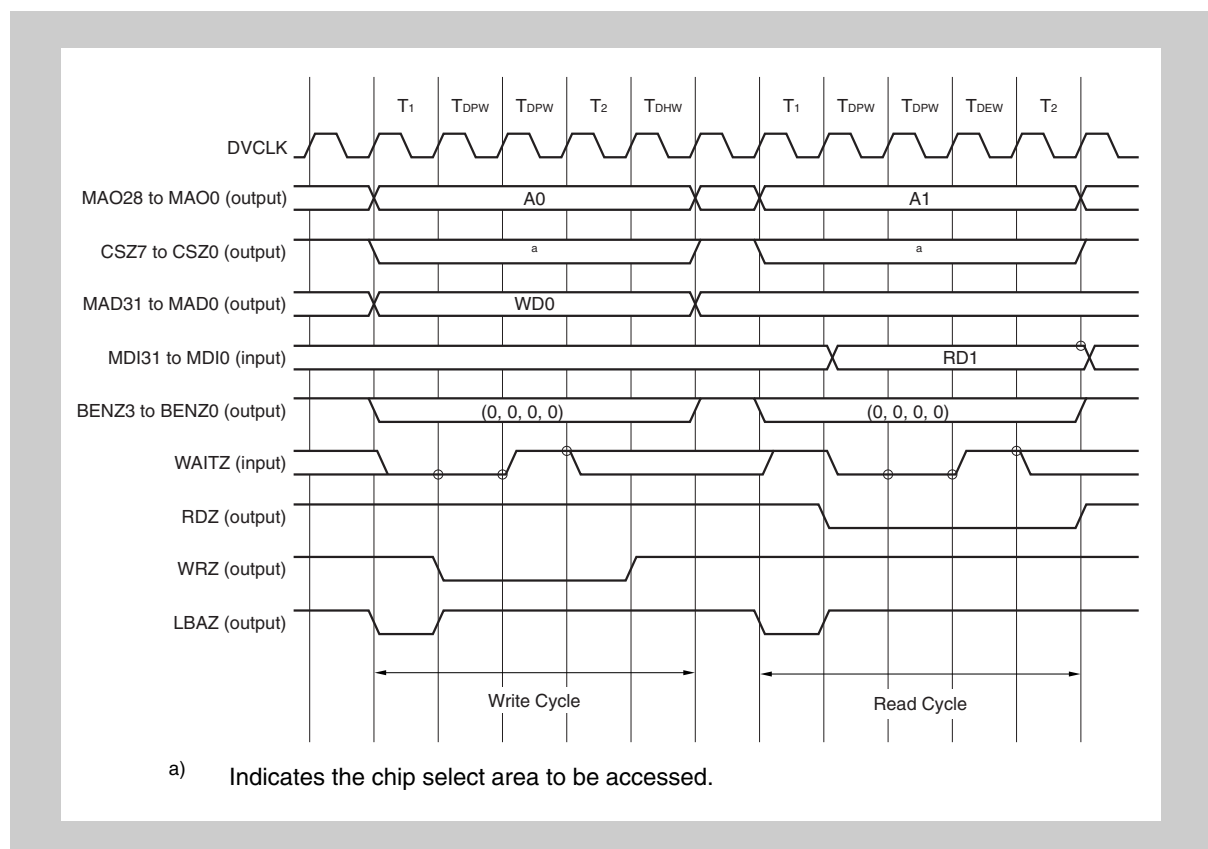 T1 TDPW TDPW T2 TDHW T1 TDPW TDPW TDEW T2
DVCLK
MAO28 to MAO0 (output) A0 A1
CSZ7 to CSZ0 (output) a a
MAD31 to MAD0 (output) WD0
MDI31 to MDI0 (input) RD1
BENZ3 to BENZ0 (output) (0, 0, 0, 0) (0, 0, 0, 0)
WAITZ (input)
RDZ (output)
WRZ (output)
LBAZ (output)
Write Cycle Read Cycle
a) Indicates the chip select area to be accessed.